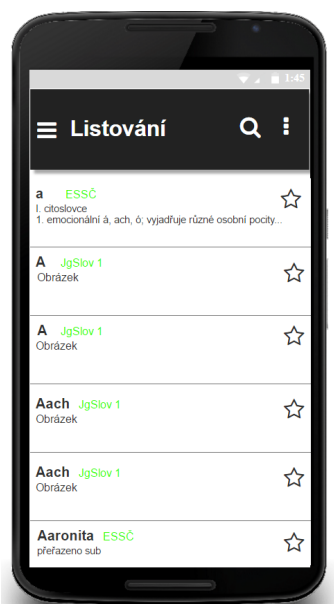 1:45
Listování
a ESSČ
I. citoslovce
1. emocionální á, ach, ó; vyjadřuje různé osobní pocity...
A JgSlov 1
Obrázek
A JgSlov 1
Obrázek
Aach JgSlov 1
Obrázek
Aach JgSlov 1
Obrázek
Aaronita ESSČ
přeřazeno sub